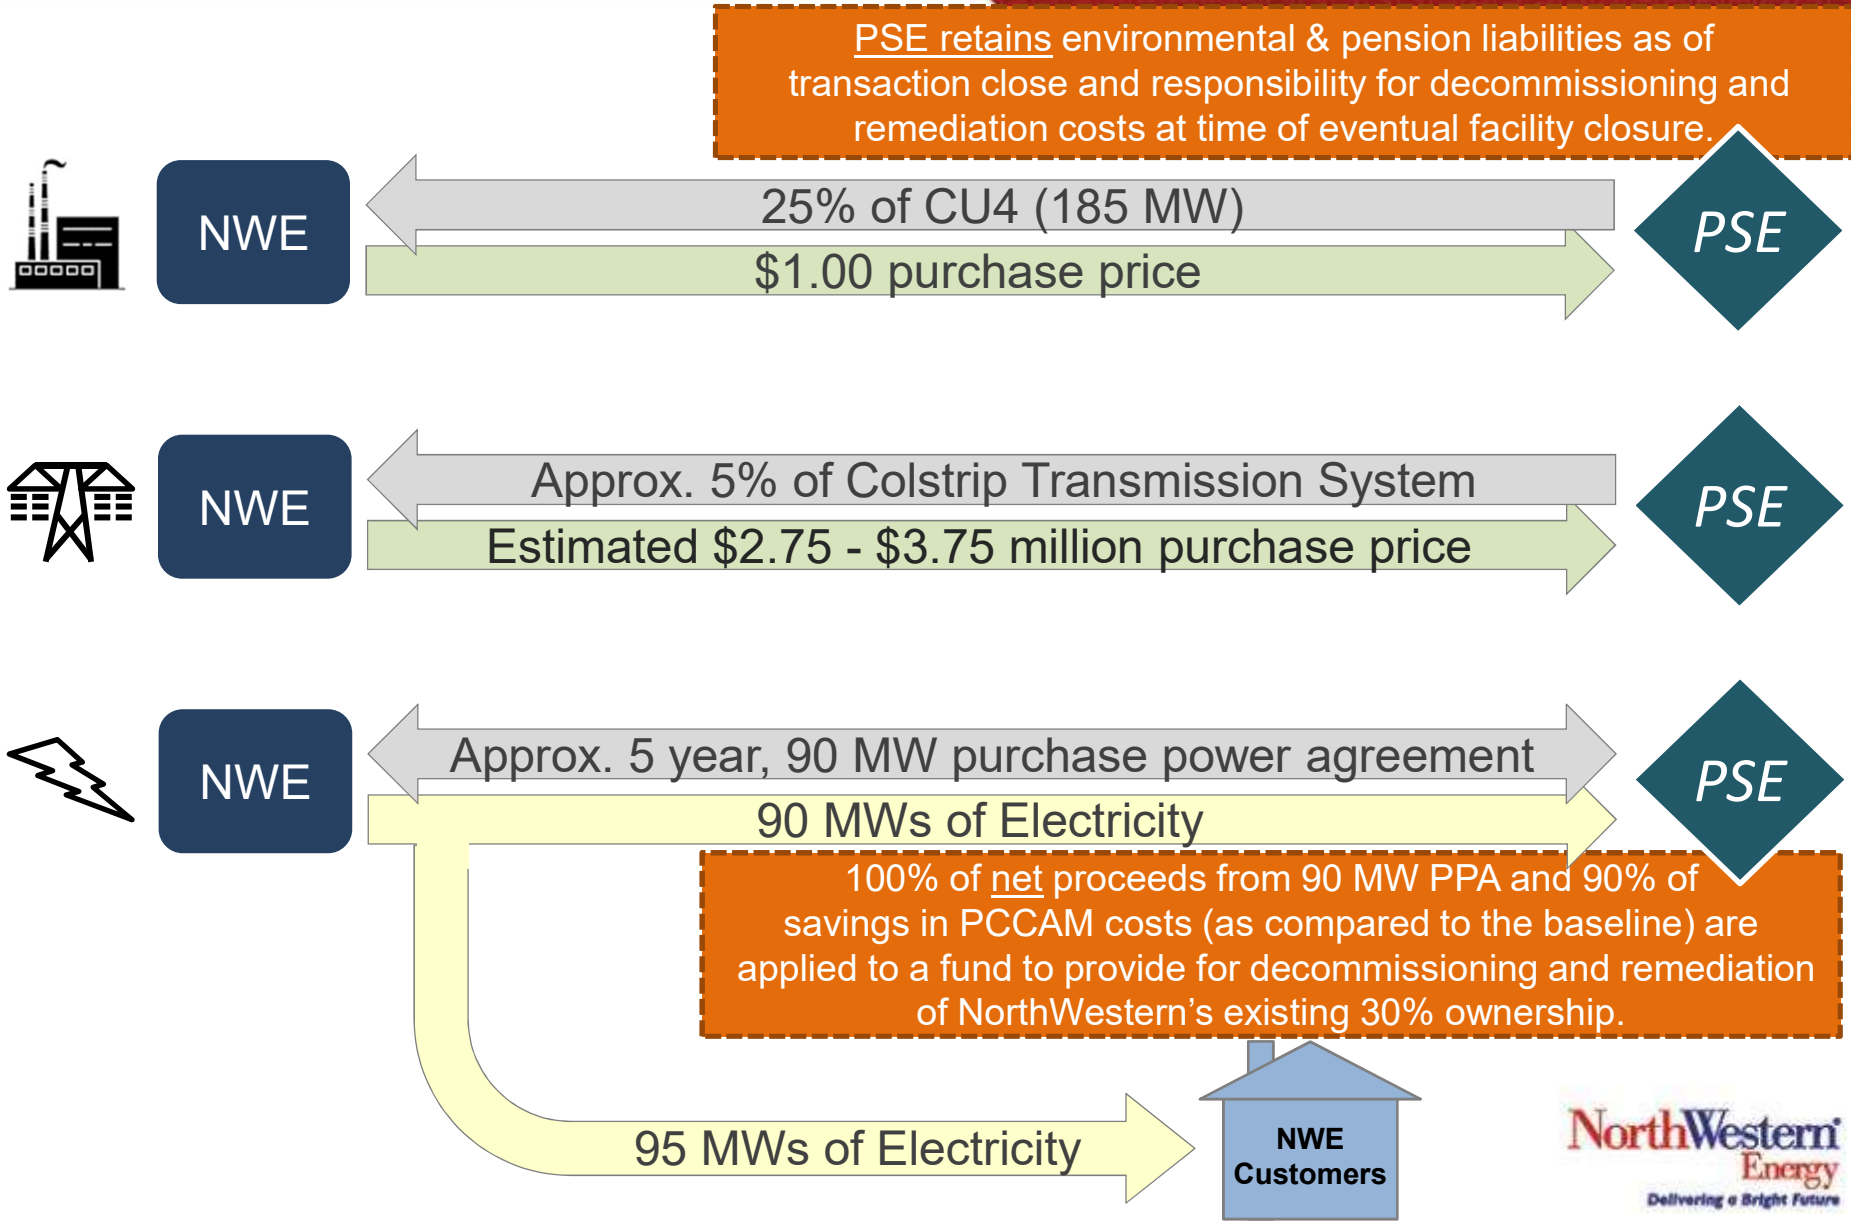 PSE retains environmental & pension liabilities as of
transaction close and responsibility for decommissioning and
remediation costs at time of eventual facility closure.
NWE
25% of CU4 (185 MW)
$1.00 purchase price
PSE
NWE
Approx. 5% of Colstrip Transmission System
Estimated $2.75 - $3.75 million purchase price
PSE
NWE
Approx. 5 year, 90 MW purchase power agreement
90 MWs of Electricity
PSE
100% of net proceeds from 90 MW PPA and 90% of
savings in PCCAM costs (as compared to the baseline) are
applied to a fund to provide for decommissioning and remediation
of NorthWestern’s existing 30% ownership.
95 MWs of Electricity
NWE
Customers
NorthWestern
Energy
Delivering a Bright Future